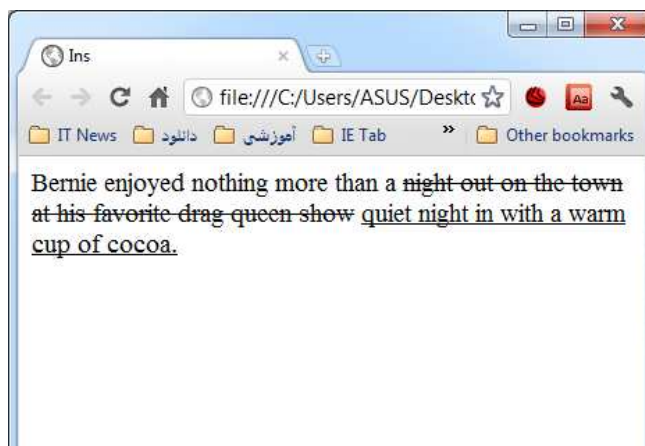 Ins
file:///C:/Users/ASUS/Deskto
IT News دانلود آموزشی IE Tab » Other bookmarks
Bernie enjoyed nothing more than a night out on the town
at his favorite drag queen show quiet night in with a warm
cup of cocoa.